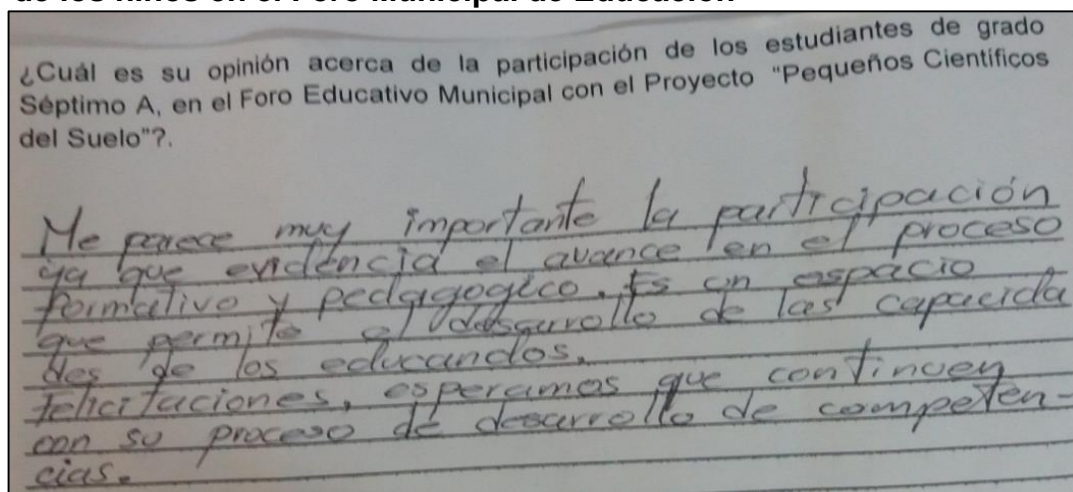 de los niños en el Foro Municipal de Educación
¿Cuál es su opinión acerca de la participación de los estudiantes de grado
Séptimo A, en el Foro Educativo Municipal con el Proyecto "Pequeños Científicos
del Suelo"?.
Me parece muy importante la participación
ya que evidencia el avance en el proceso
formativo y pedagogico. Es un espacio
que permite el desarrollo de las capacida
des de los educandos.
felicitaciones, esperamos que continuen
con su proceso de desarrollo de competen-
cias.